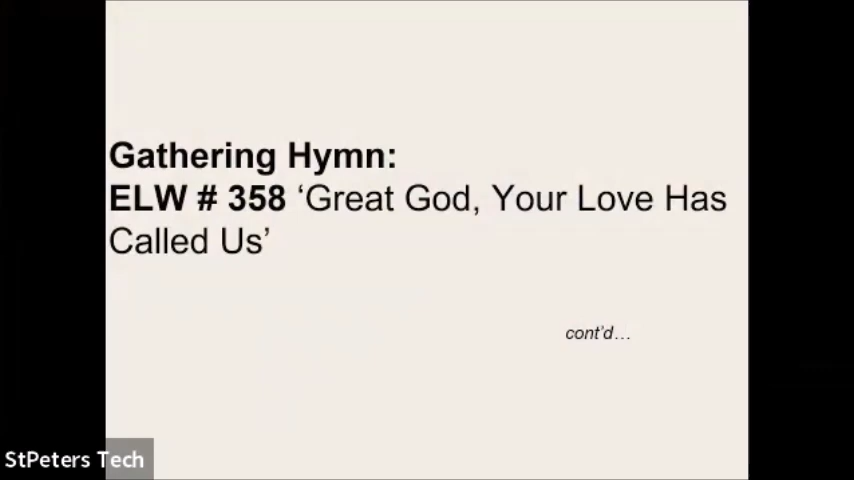 Gathering Hymn:
ELW # 358 ‘Great God, Your Love Has
Called Us’
cont’d…
StPeters Tech